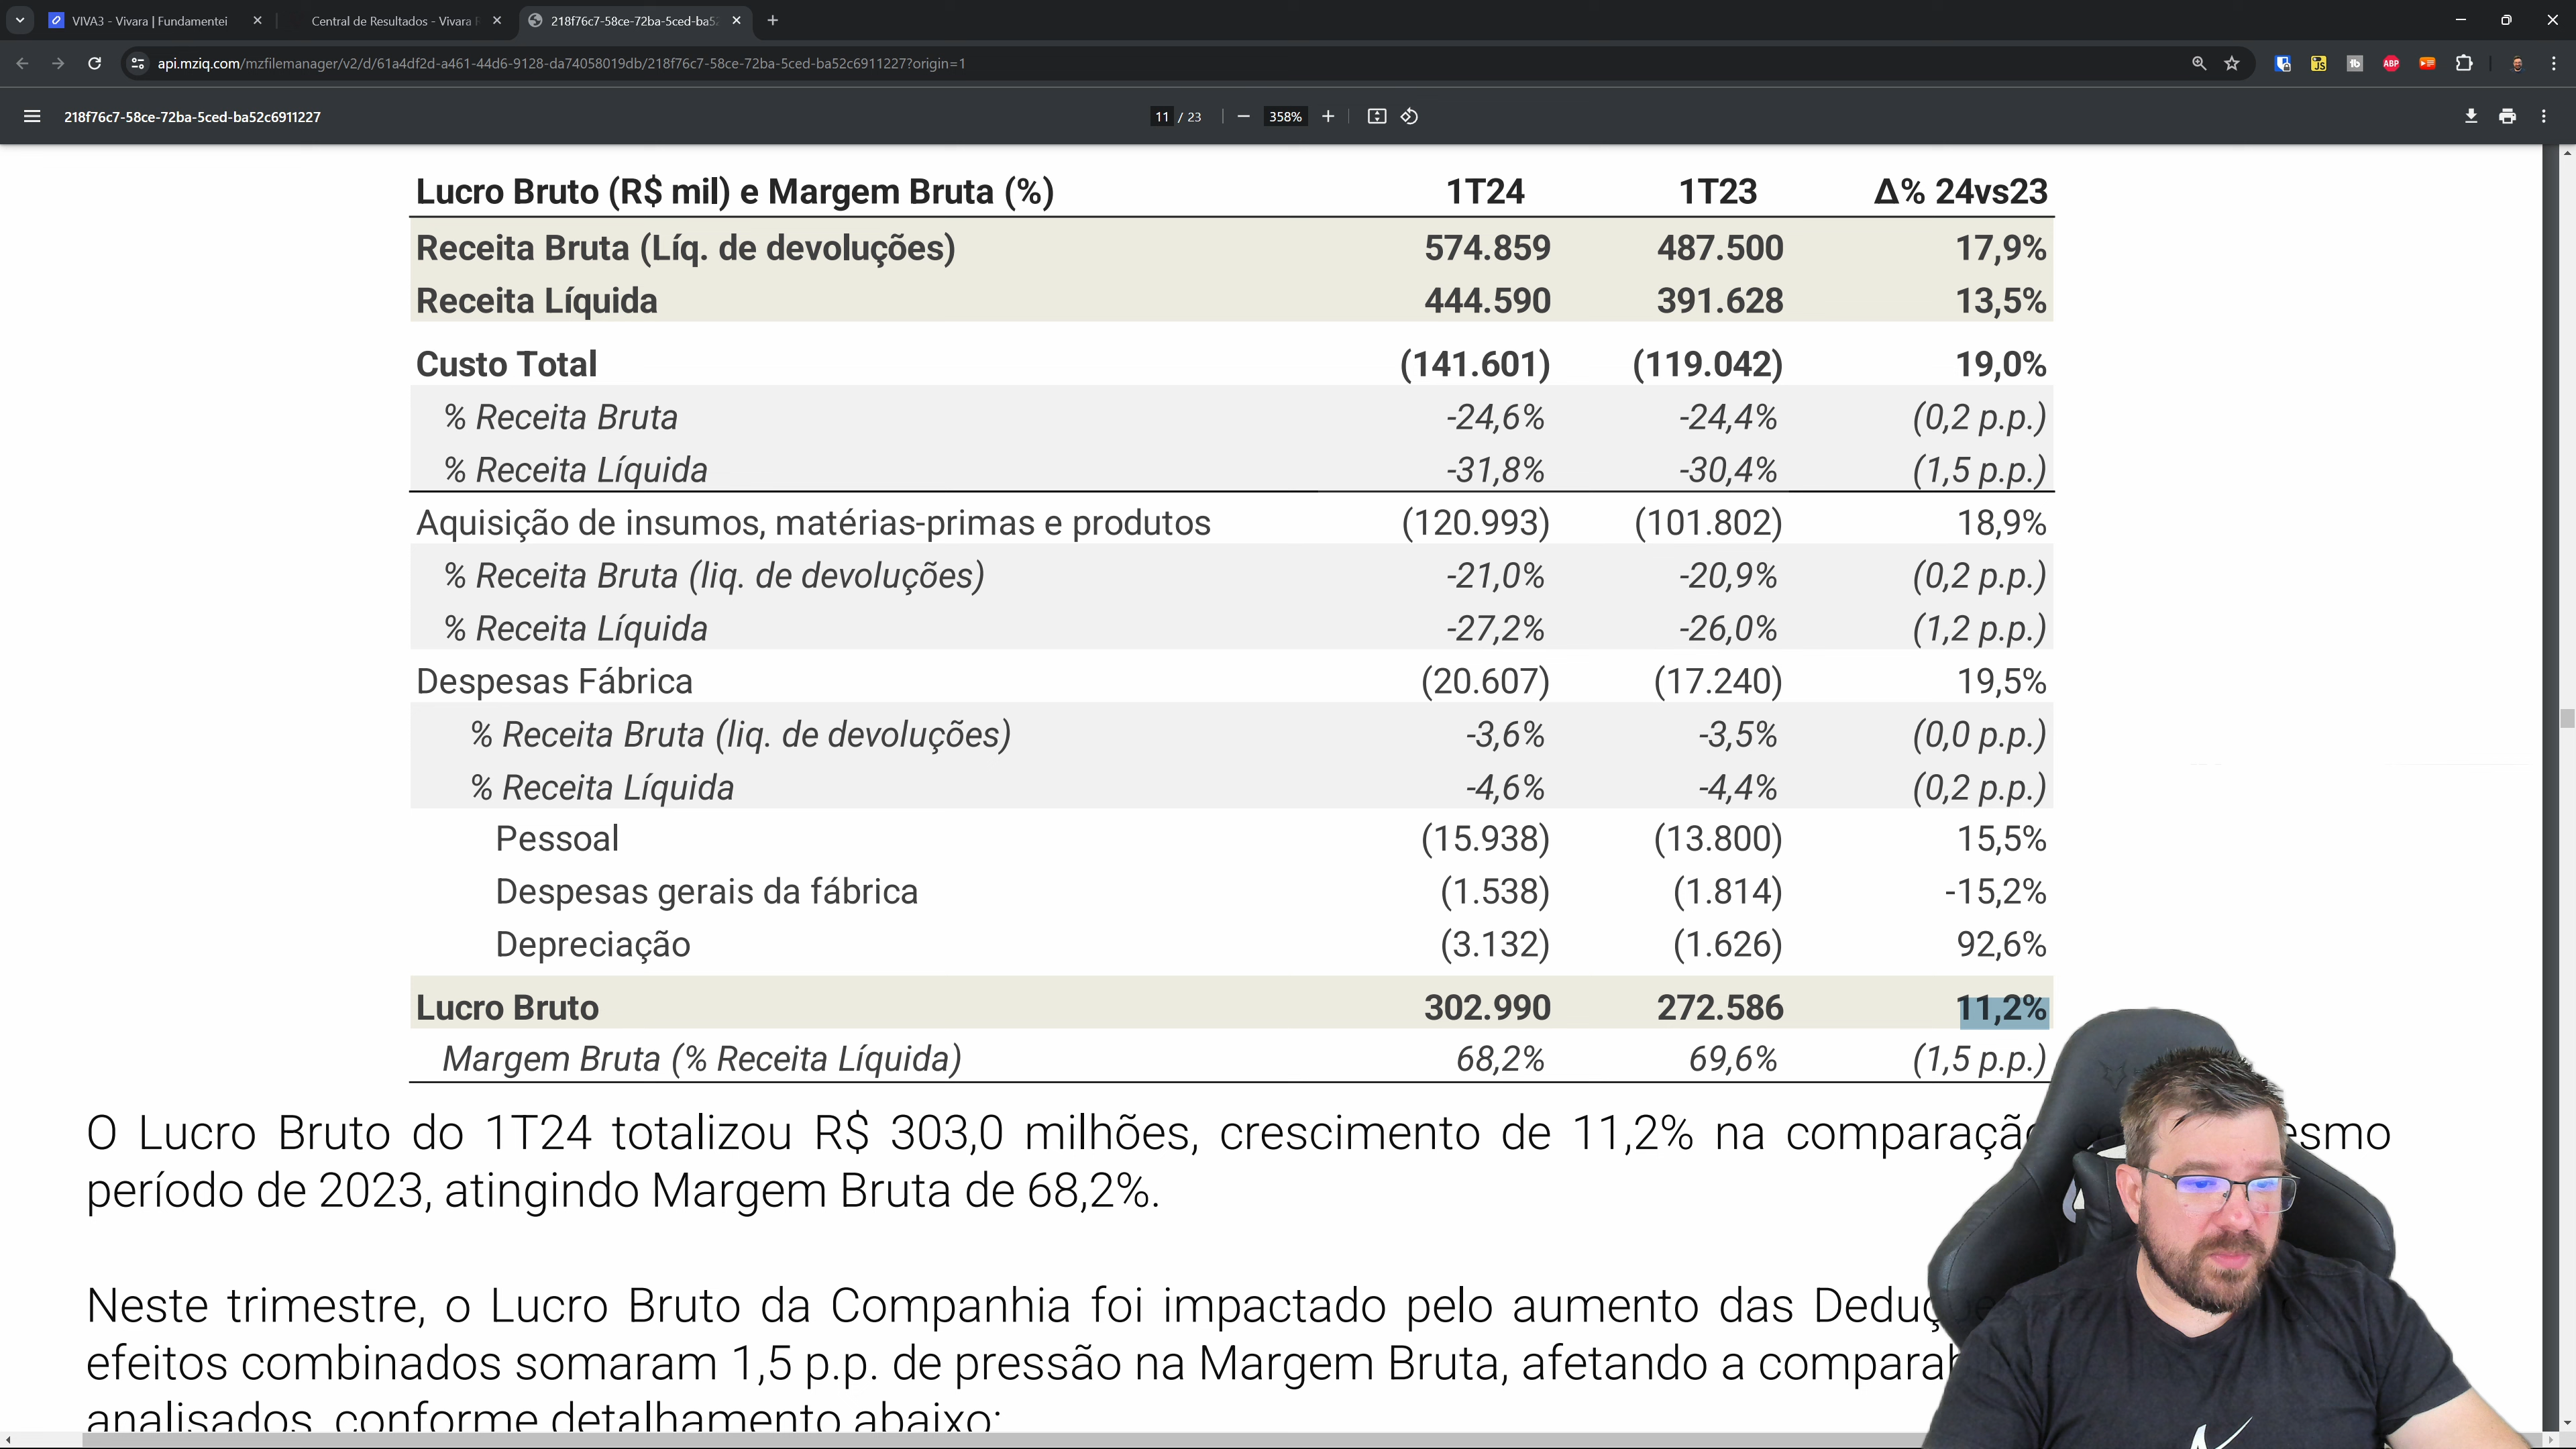 VIVA3 - Vivara | Fundamentei
Central de Resultados - Vivara
218f76c7-58ce-72ba-5ced-ba52
api.mziq.com/mzfilemanager/v2/d/61a4df2d-a461-44d6-9128-da74058019db/218f76c7-58ce-72ba-5ced-ba52c6911227?origin=1
218f76c7-58ce-72ba-5ced-ba52c6911227
11 / 23
358%
Lucro Bruto (R$ mil) e Margem Bruta (%) 1T24 1T23 Δ% 24vs23
Receita Bruta (Líq. de devoluções) 574.859 487.500 17,9%
Receita Líquida 444.590 391.628 13,5%
Custo Total (141.601) (119.042) 19,0%
% Receita Bruta -24,6% -24,4% (0,2 p.p.)
% Receita Líquida -31,8% -30,4% (1,5 p.p.)
Aquisição de insumos, matérias-primas e produtos (120.993) (101.802) 18,9%
% Receita Bruta (liq. de devoluções) -21,0% -20,9% (0,2 p.p.)
% Receita Líquida -27,2% -26,0% (1,2 p.p.)
Despesas Fábrica (20.607) (17.240) 19,5%
% Receita Bruta (liq. de devoluções) -3,6% -3,5% (0,0 p.p.)
% Receita Líquida -4,6% -4,4% (0,2 p.p.)
Pessoal (15.938) (13.800) 15,5%
Despesas gerais da fábrica (1.538) (1.814) -15,2%
Depreciação (3.132) (1.626) 92,6%
Lucro Bruto 302.990 272.586 11,2%
Margem Bruta (% Receita Líquida) 68,2% 69,6% (1,5 p.p.)
O Lucro Bruto do 1T24 totalizou R$ 303,0 milhões, crescimento de 11,2% na comparação esmo
período de 2023, atingindo Margem Bruta de 68,2%.
Neste trimestre, o Lucro Bruto da Companhia foi impactado pelo aumento das
efeitos combinados somaram 1,5 p.p. de pressão na Margem Bruta, afetando a
analisados, conforme detalhamento abaixo: